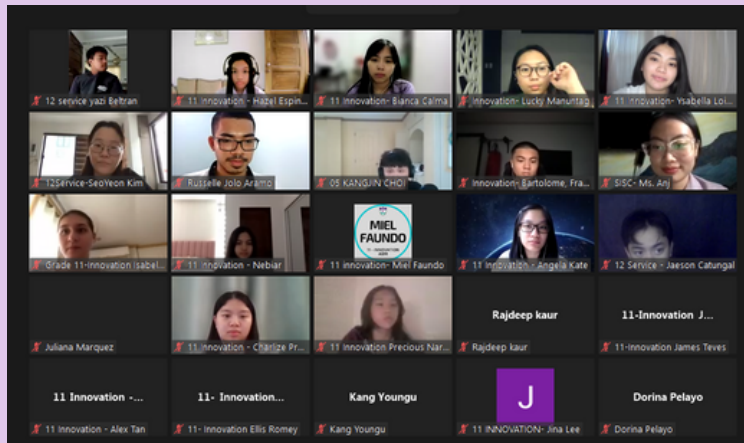 12 service yazi Beltran
11 Innovation - Hazel Espin...
11 Innovation- Bianca Calma
Innovation- Lucky Manuntag
11 Innovation- Ysabella Loi...
12Service-SeoYeon Kim
Russelle Jolo Aramo
05 KANGJIN CHOI
Innovation- Bartolome, Fra...
SISC- Ms. Anj
Grade 11-Innovation Isabel...
11 Innovation - Nebiar
MIEL
FAUNDO
11 - INNOVATION
11 innovation- Miel Faundo
11 Innovation - Angela Kate
12 Service - Jaeson Catungal
Juliana Marquez
11 Innovation - Charlize Pr...
11 Innovation Precious Nar...
Rajdeep kaur
Rajdeep kaur
11-Innovation J...
11-Innovation James Teves
11 Innovation -...
11 Innovation - Alex Tan
11- Innovation...
11- Innovation Ellis Romey
Kang Youngu
Kang Youngu
J
11 INNOVATION- Jina Lee
Dorina Pelayo
Dorina Pelayo